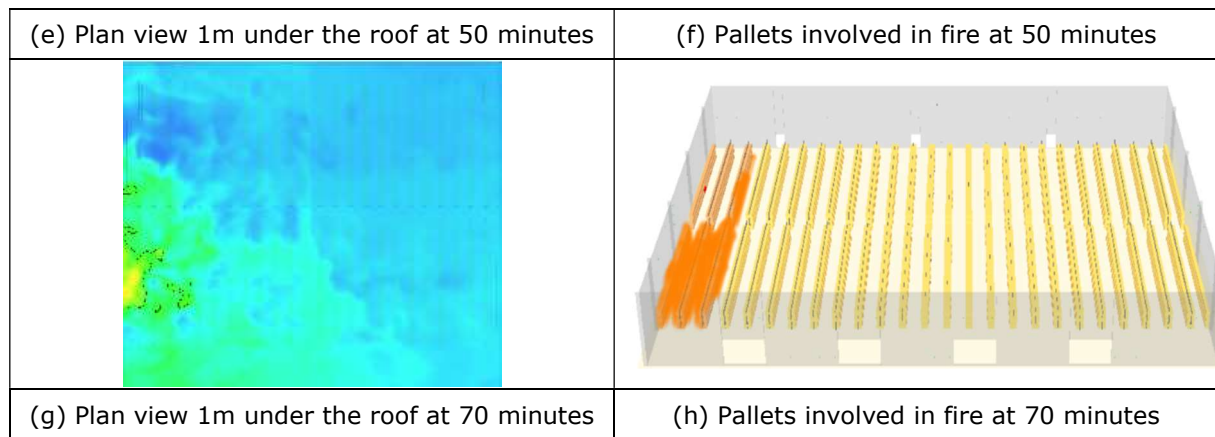 (e) Plan view 1m under the roof at 50 minutes
(f) Pallets involved in fire at 50 minutes
(g) Plan view 1m under the roof at 70 minutes
(h) Pallets involved in fire at 70 minutes